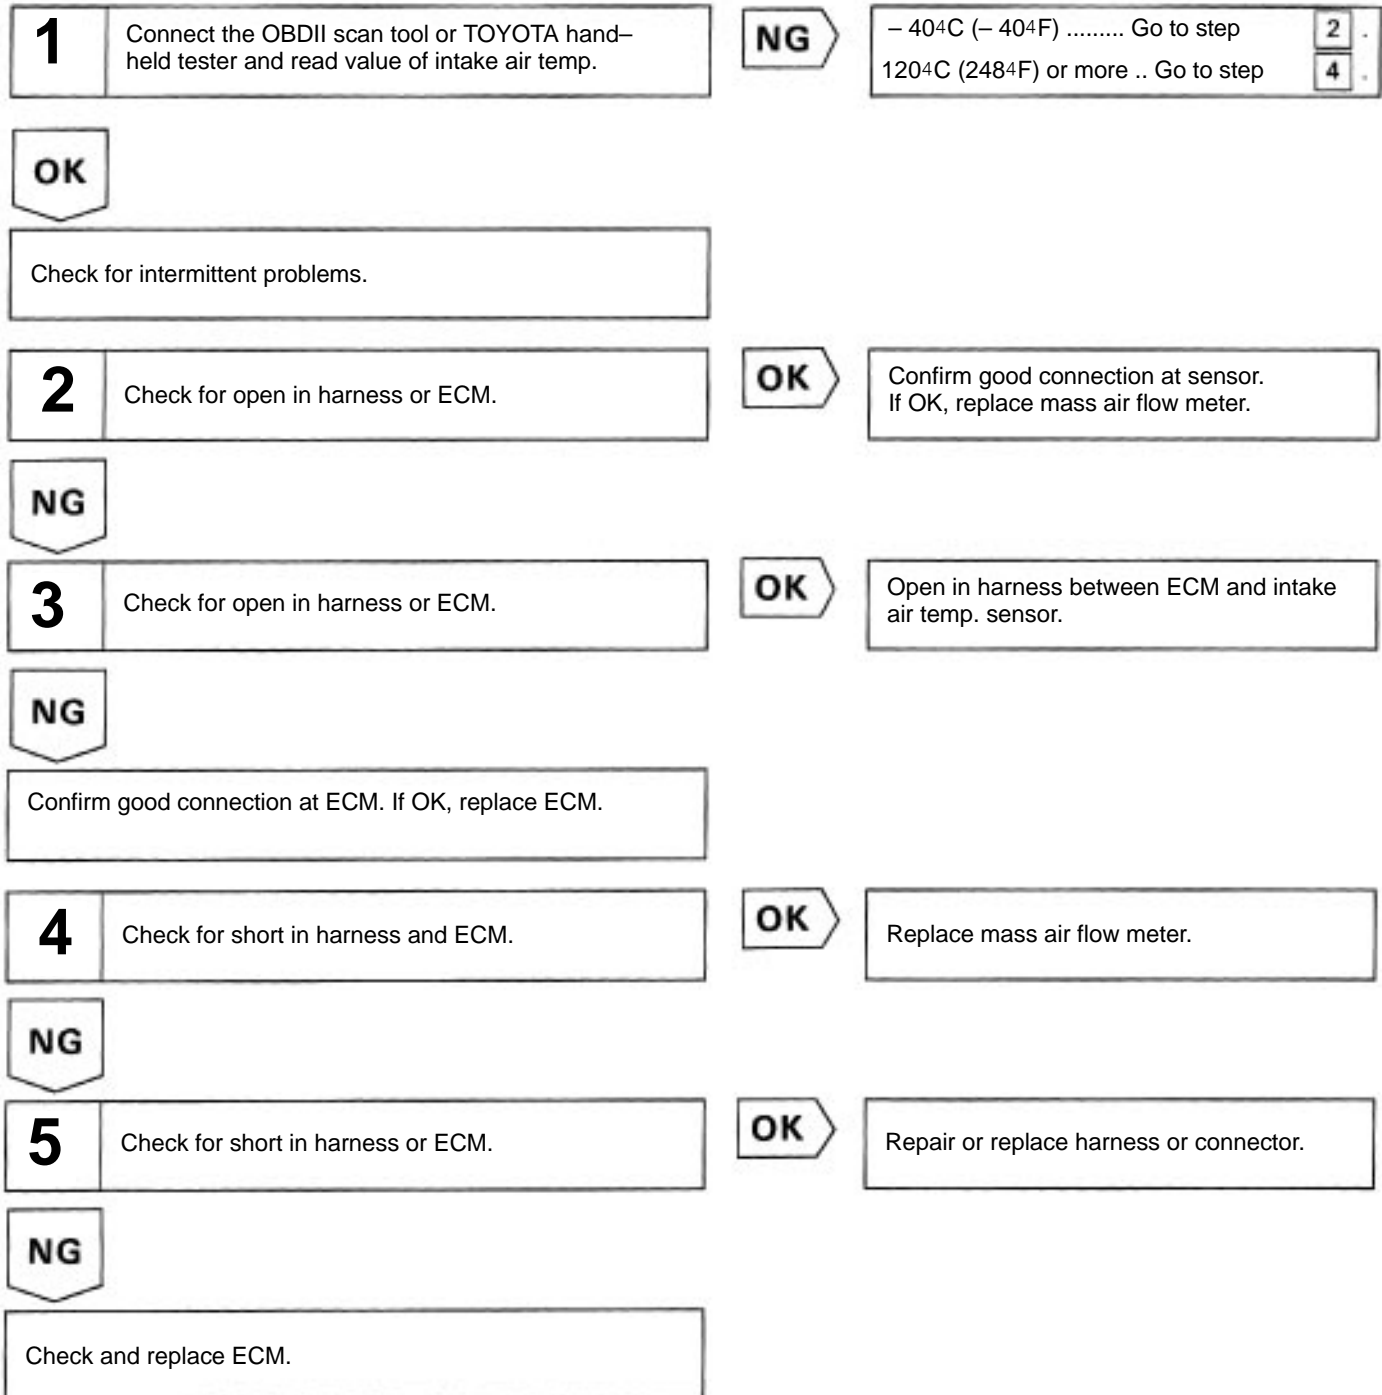 1 Connect the OBDII scan tool or TOYOTA hand–
held tester and read value of intake air temp.
NG
– 404C (– 404F) ......... Go to step 2 .
1204C (2484F) or more .. Go to step 4 .
OK
Check for intermittent problems.
2 Check for open in harness or ECM.
OK
Confirm good connection at sensor.
If OK, replace mass air flow meter.
NG
3 Check for open in harness or ECM.
OK
Open in harness between ECM and intake
air temp. sensor.
NG
Confirm good connection at ECM. If OK, replace ECM.
4 Check for short in harness and ECM.
OK
Replace mass air flow meter.
NG
5 Check for short in harness or ECM.
OK
Repair or replace harness or connector.
NG
Check and replace ECM.